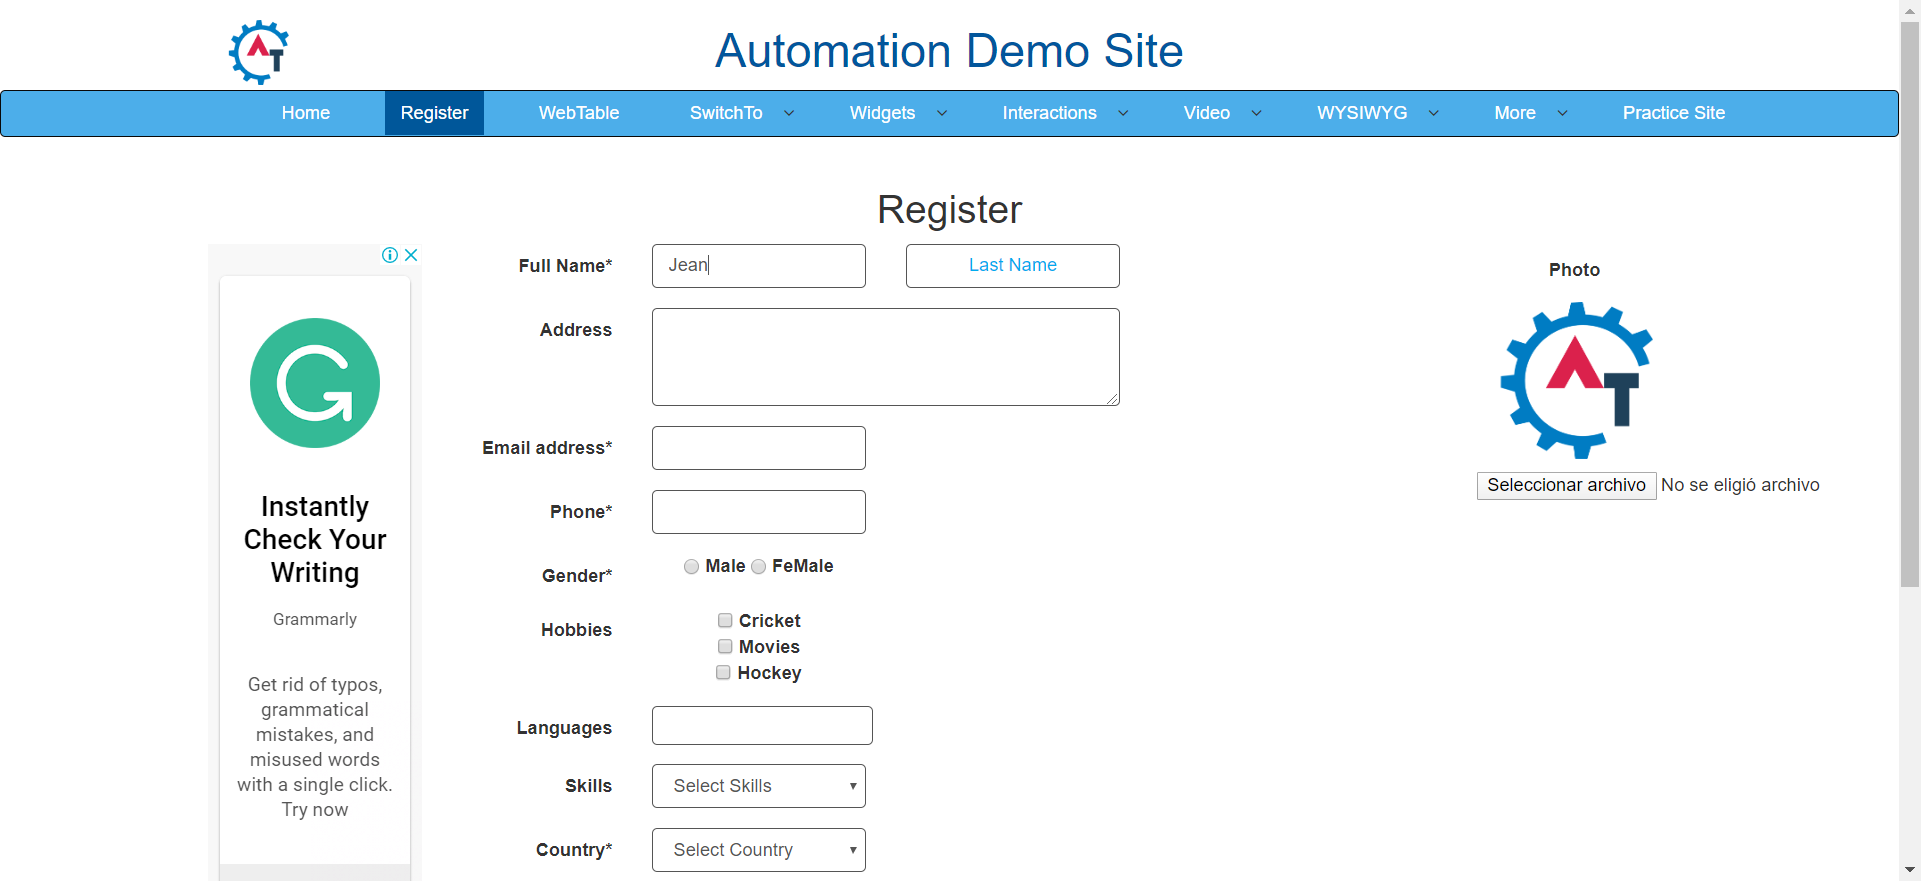 AT
Automation Demo Site
Home Register WebTable SwitchTo Widgets Interactions Video WYSIWYG More Practice Site
Register
Full Name* Jean Last Name
Address
Email address*
Phone*
Gender* Male FeMale
Hobbies
Cricket
Movies
Hockey
Languages
Skills Select Skills
Country* Select Country
Photo
AT
Seleccionar archivo No se eligió archivo
G
Instantly
Check Your
Writing
Grammarly
Get rid of typos,
grammatical
mistakes, and
misused words
with a single click.
Try now